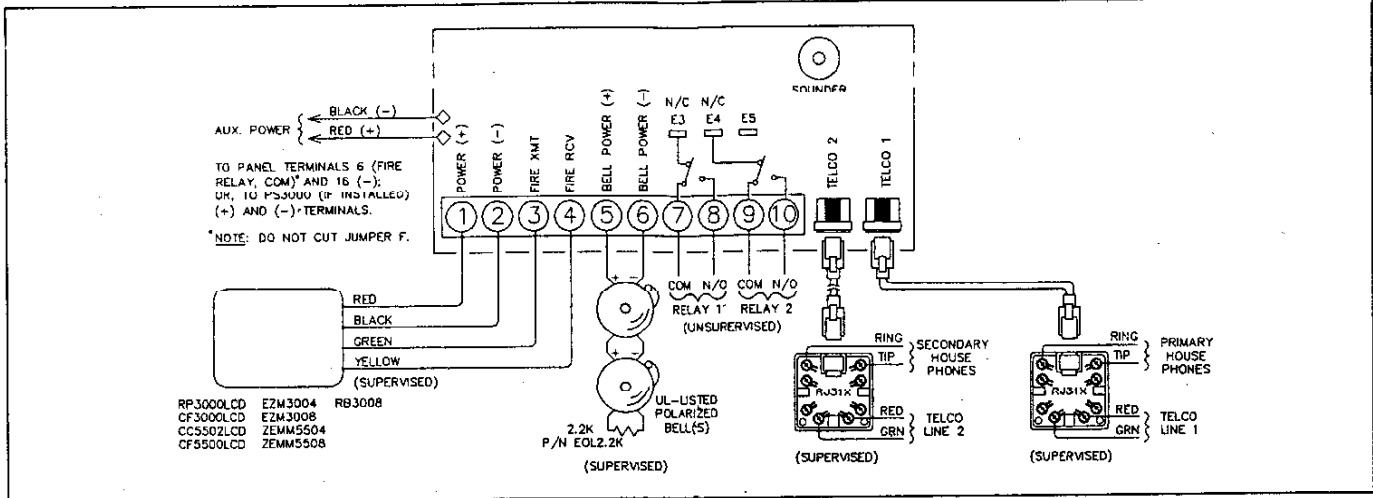 SOUNDER
BLACK (-)
RED (+)
AUX. POWER
TO PANEL TERMINALS 6 (FIRE
RELAY, COM)* AND 16 (-);
OR, TO PS3000 (IF INSTALLED)
(+) AND (-) TERMINALS.
*NOTE: DO NOT CUT JUMPER F.
POWER (+)
POWER (-)
FIRE XMT
FIRE RCV
BELL POWER (+)
BELL POWER (-)
N/C N/C
E3 E4 E5
TELCO 2
TELCO 1
1 2 3 4 5 6 7 8 9 10
COM N/O COM N/O
RELAY 1 RELAY 2
(UNSURERVISED)
RED
BLACK
GREEN
YELLOW
(SUPERVISED)
RP3000LCD EZM3004 RB3008
CF3000LCD EZM3008
CC5502LCD ZEMM5504
CF5500LCD ZEMM5508
+ -
+ -
UL-LISTED
POLARIZED
BELL(S)
2.2K
P/N EOL2.2K
(SUPERVISED)
RING
TIP
SECONDARY
HOUSE
PHONES
RJ31X
RED
GRN
TELCO
LINE 2
(SUPERVISED)
RING
TIP
PRIMARY
HOUSE
PHONES
RJ31X
RED
GRN
TELCO
LINE 1
(SUPERVISED)